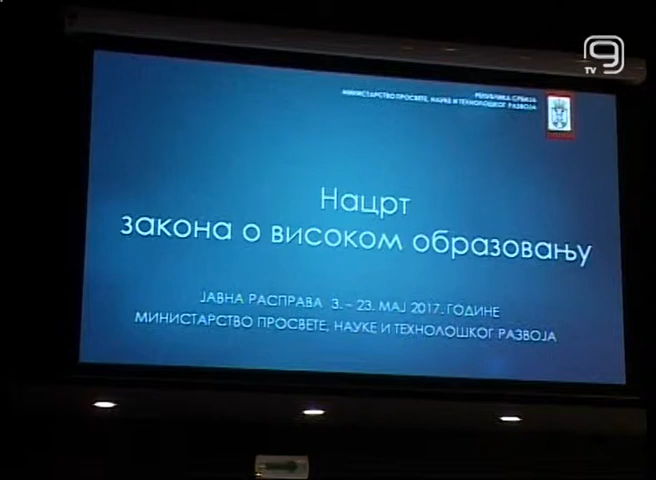 9
TV
РЕПУБЛИКА СРБИЈА
МИНИСТАРСТВО ПРОСВЕТЕ, НАУКЕ И ТЕХНОЛОШКОГ РАЗВОЈА
Нацрт
закона о високом образовању
ЈАВНА РАСПРАВА 3. – 23. МАЈ 2017. ГОДИНЕ
МИНИСТАРСТВО ПРОСВЕТЕ, НАУКЕ И ТЕХНОЛОШКОГ РАЗВОЈА